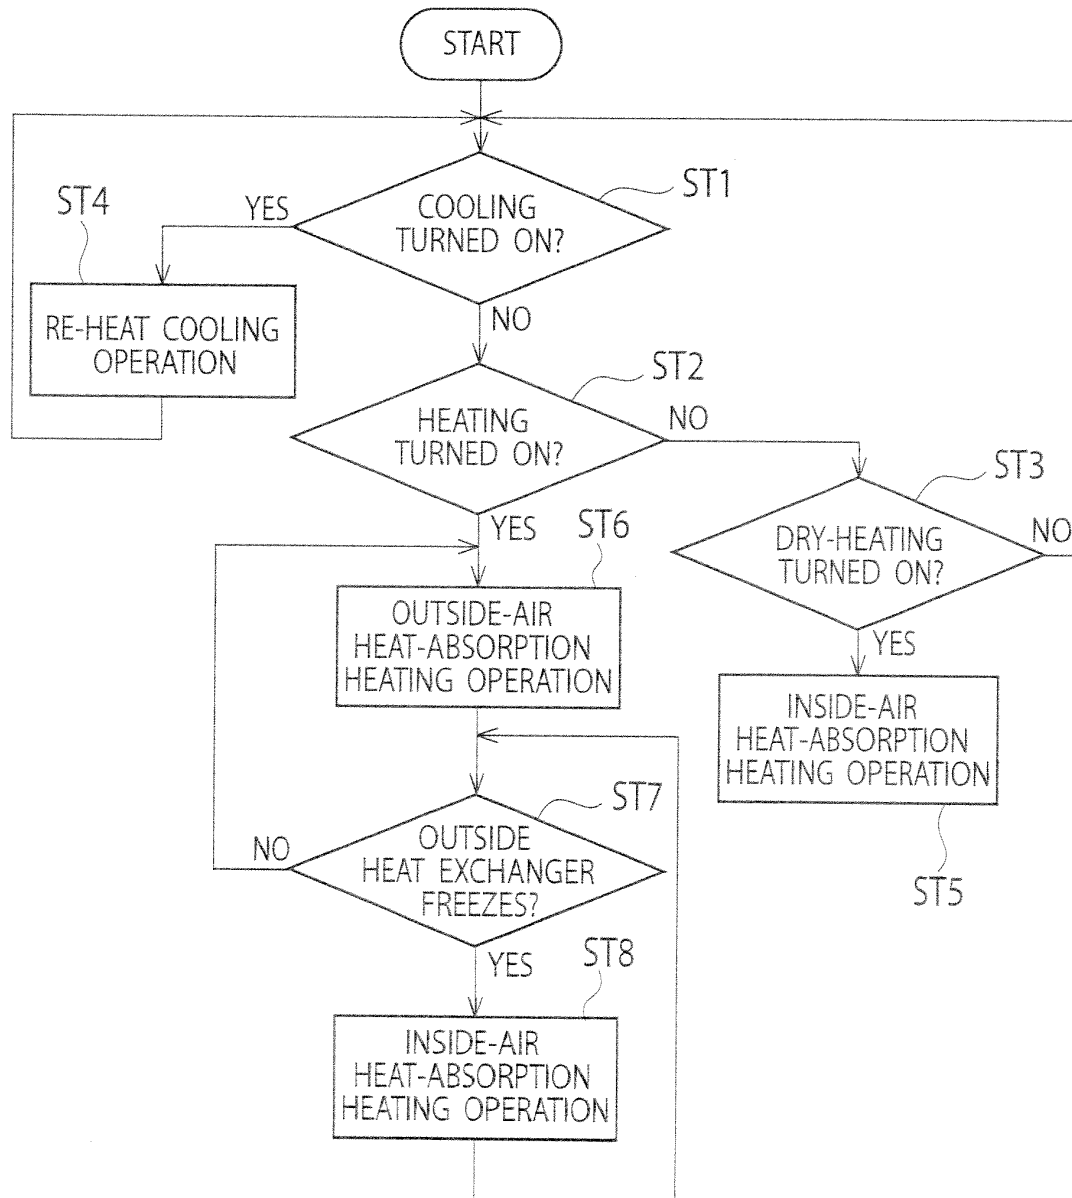 START
ST1
COOLING
TURNED ON?
YES
NO
ST4
RE-HEAT COOLING
OPERATION
ST2
HEATING
TURNED ON?
NO
YES
ST3
DRY-HEATING
TURNED ON?
NO
YES
ST6
OUTSIDE-AIR
HEAT-ABSORPTION
HEATING OPERATION
INSIDE-AIR
HEAT-ABSORPTION
HEATING OPERATION
ST5
ST7
OUTSIDE
HEAT EXCHANGER
FREEZES?
NO
YES
ST8
INSIDE-AIR
HEAT-ABSORPTION
HEATING OPERATION